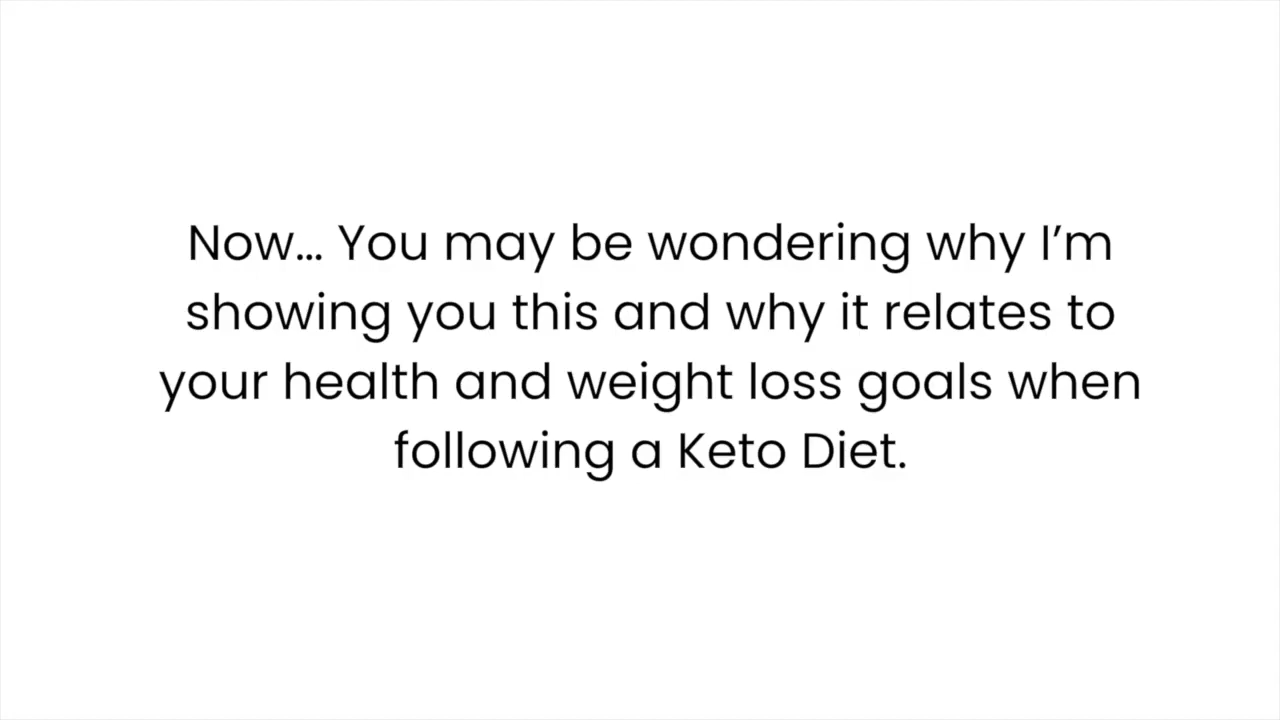 Now… You may be wondering why I’m
showing you this and why it relates to
your health and weight loss goals when
following a Keto Diet.